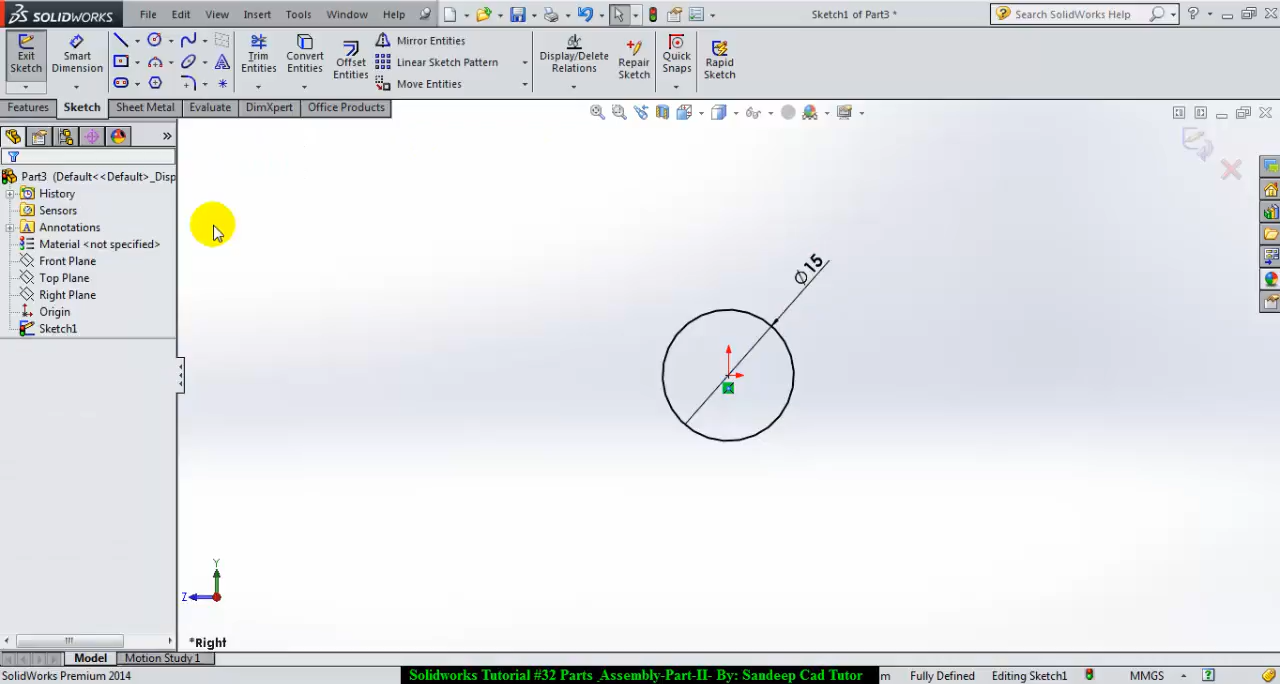 SOLIDWORKS File Edit View Insert Tools Window Help Sketch1 of Part3 * Search SolidWorks Help
Exit Sketch
Smart Dimension
Trim Entities
Convert Entities
Offset Entities
Mirror Entities
Linear Sketch Pattern
Move Entities
Display/Delete Relations
Repair Sketch
Quick Snaps
Rapid Sketch
Features Sketch Sheet Metal Evaluate DimXpert Office Products
Part3 (Default<<Default>_Disp
History
Sensors
Annotations
Material <not specified>
Front Plane
Top Plane
Right Plane
Origin
Sketch1
Ø15
Y
Z
*Right
Model Motion Study 1
SolidWorks Premium 2014 Solidworks Tutorial #32 Parts Assembly-Part-II- By: Sandeep Cad Tutor m Fully Defined Editing Sketch1 MMGS